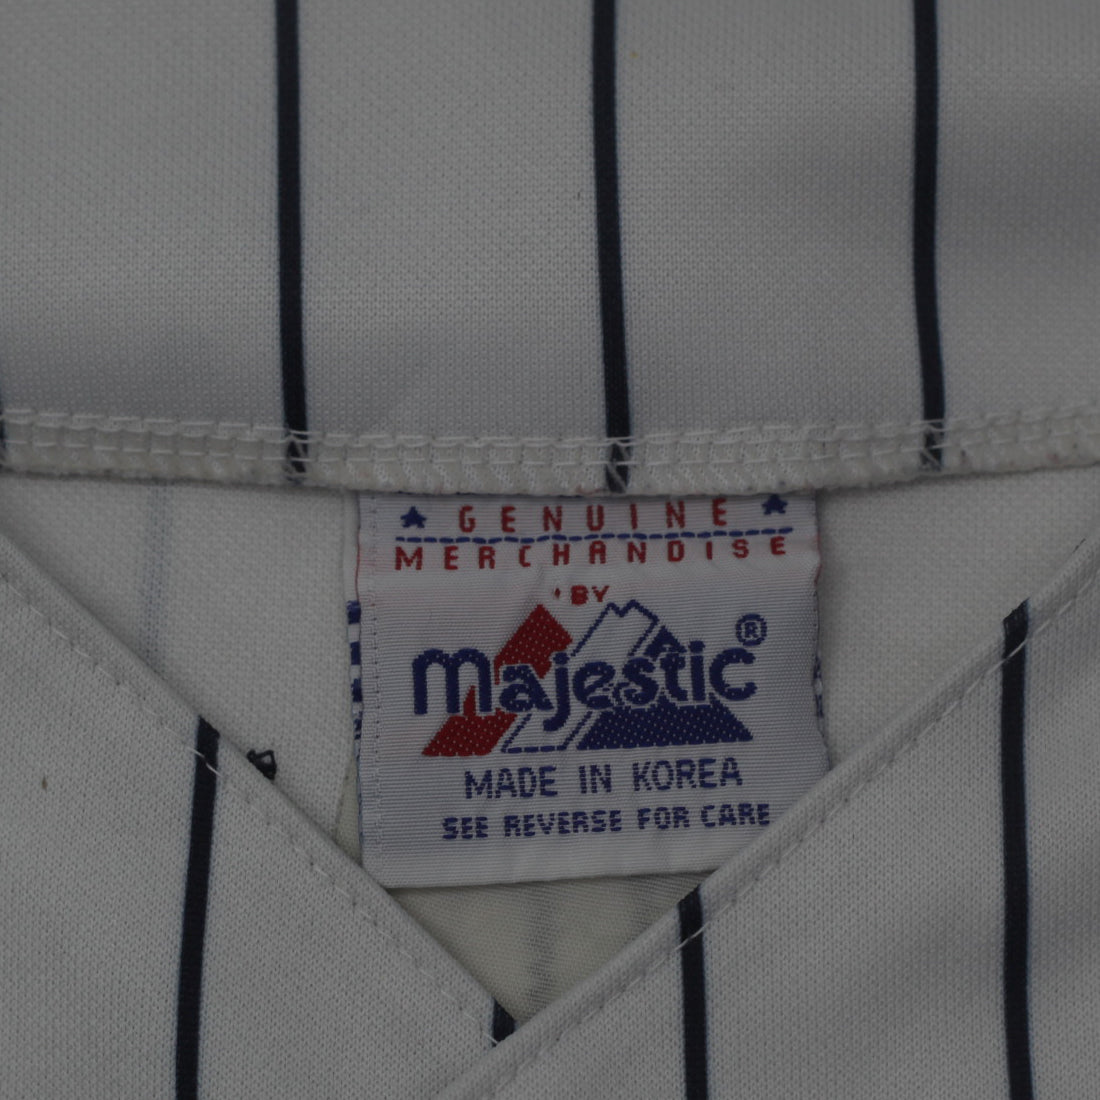 GENUINE
MERCHANDISE
BY
Majestic®
MADE IN KOREA
SEE REVERSE FOR CARE